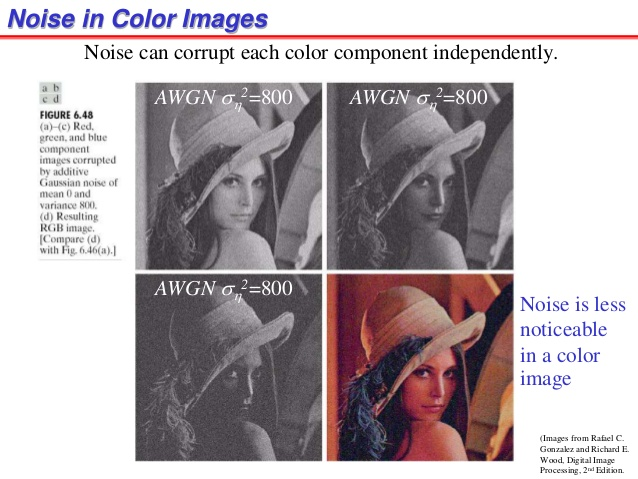 Noise in Color Images
Noise can corrupt each color component independently.
a b
c d
FIGURE 6.48
(a)–(c) Red,
green, and blue
component
images corrupted
by additive
Gaussian noise of
mean 0 and
variance 800.
(d) Resulting
RGB image.
[Compare (d)
with Fig. 6.46(a).]
AWGN ση²=800
AWGN ση²=800
AWGN ση²=800
Noise is less
noticeable
in a color
image
(Images from Rafael C.
Gonzalez and Richard E.
Wood, Digital Image
Processing, 2nd Edition.